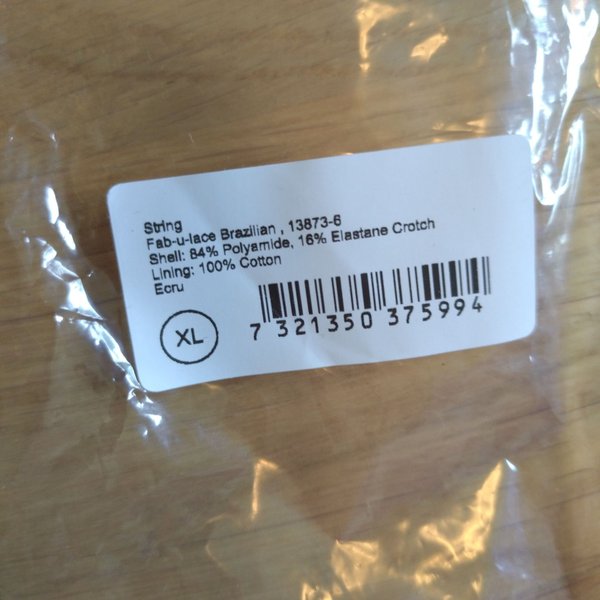 String
Fab-u-lace Brazilian , 13873-6
Shell: 84% Polyamide, 16% Elastane Crotch
Lining: 100% Cotton
Ecru
XL
7 321350 375994